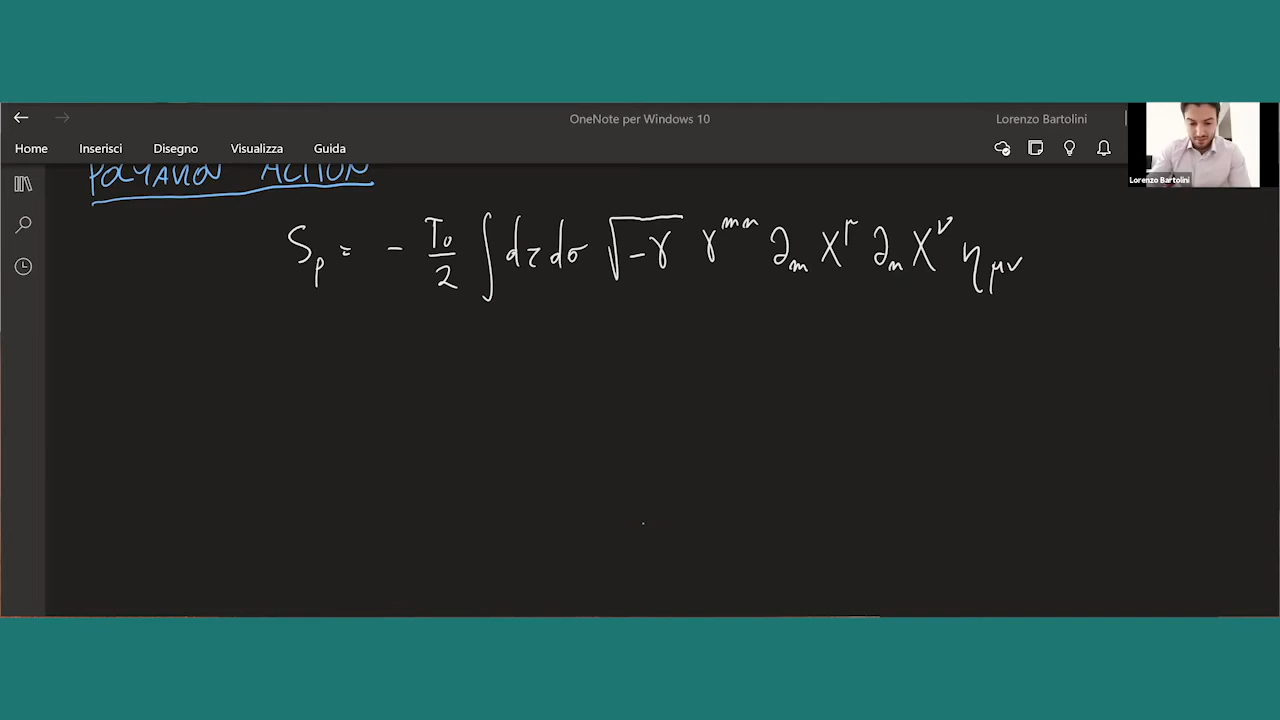 OneNote per Windows 10
Lorenzo Bartolini
Home Inserisci Disegno Visualizza Guida
Lorenzo Bartolini
POLYAKOV ACTION
S_p = - T_0/2 ∫ dτ dσ √-γ γ^{mn} ∂_m X^μ ∂_n X^ν η_{μν}